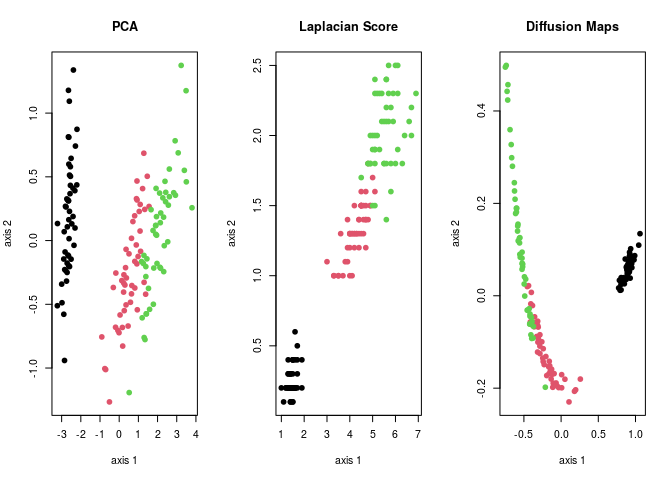 PCA
Laplacian Score
Diffusion Maps
axis 2
1.0
0.5
0.0
-0.5
-1.0
-3 -2 -1 0 1 2 3 4
axis 1
axis 2
2.5
2.0
1.5
1.0
0.5
1 2 3 4 5 6 7
axis 1
axis 2
0.4
0.2
0.0
-0.2
-0.5 0.0 0.5 1.0
axis 1